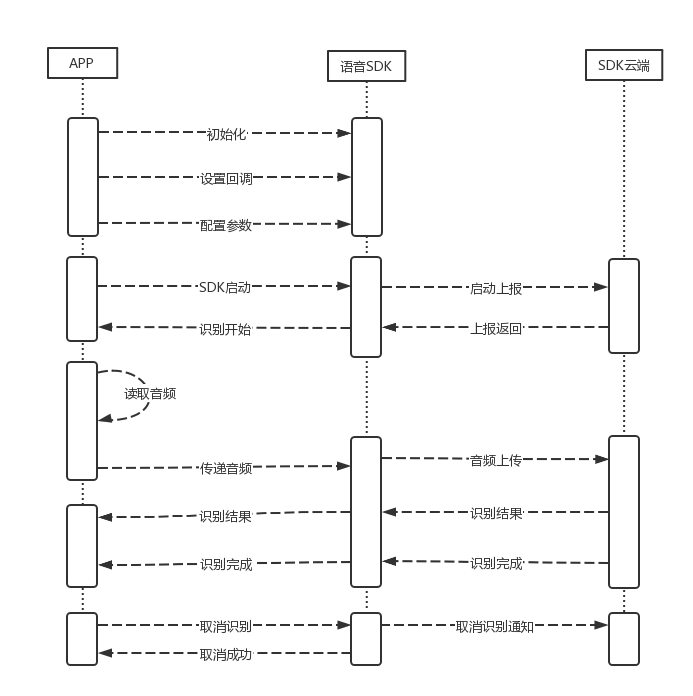 APP
语音SDK
SDK云端
初始化
设置回调
配置参数
SDK启动
启动上报
识别开始
上报返回
读取音频
传递音频
音频上传
识别结果
识别结果
识别完成
识别完成
取消识别
取消识别通知
取消成功